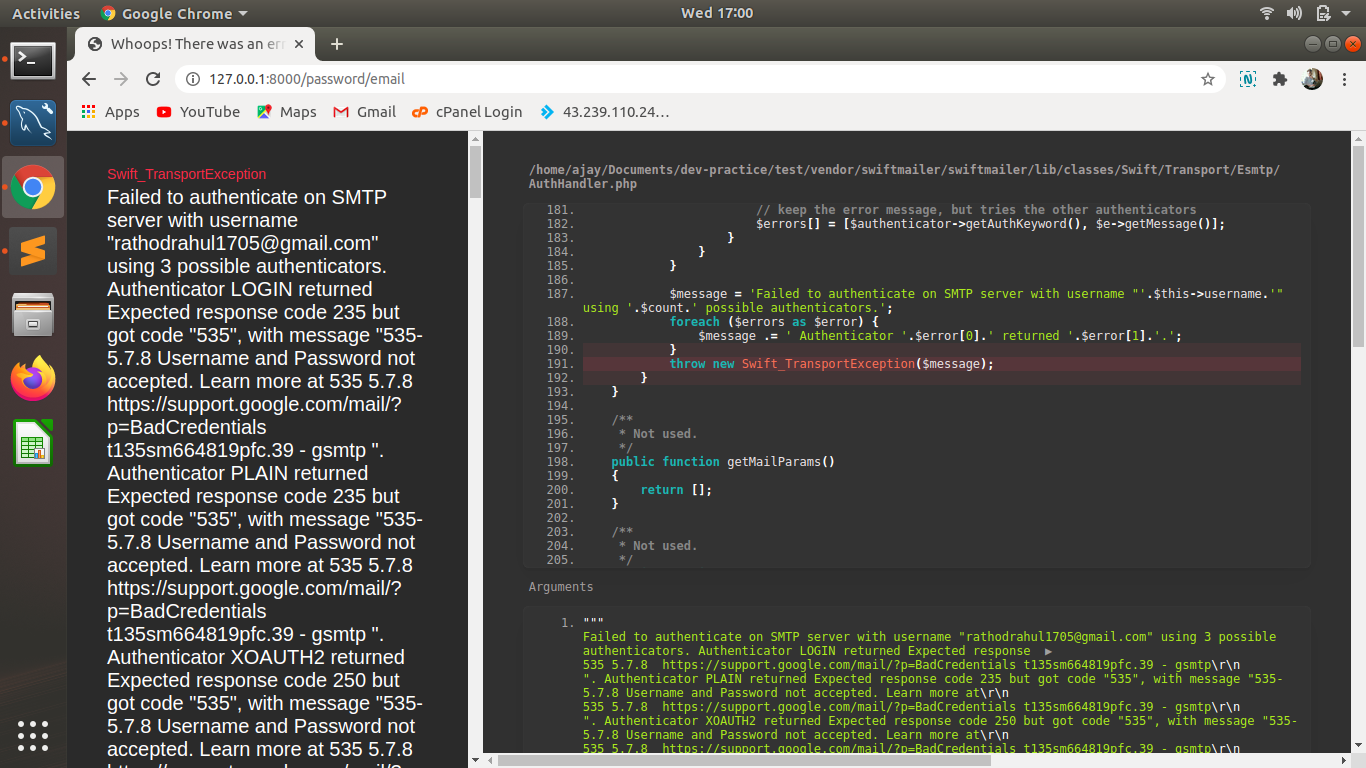 Activities
Google Chrome
Wed 17:00
Whoops! There was an err
127.0.0.1:8000/password/email
Apps
YouTube
Maps
Gmail
cPanel Login
43.239.110.24...
Swift_TransportException
Failed to authenticate on SMTP
server with username
"rathodrahul1705@gmail.com"
using 3 possible authenticators.
Authenticator LOGIN returned
Expected response code 235 but
got code "535", with message "535-
5.7.8 Username and Password not
accepted. Learn more at 535 5.7.8
https://support.google.com/mail/?
p=BadCredentials
t135sm664819pfc.39 - gsmtp ".
Authenticator PLAIN returned
Expected response code 235 but
got code "535", with message "535-
5.7.8 Username and Password not
accepted. Learn more at 535 5.7.8
https://support.google.com/mail/?
p=BadCredentials
t135sm664819pfc.39 - gsmtp ".
Authenticator XOAUTH2 returned
Expected response code 250 but
got code "535", with message "535-
5.7.8 Username and Password not
accepted. Learn more at 535 5.7.8
https://support.google.com/mail/?
/home/ajay/Documents/dev-practice/test/vendor/swiftmailer/swiftmailer/lib/classes/Swift/Transport/Esmtp/
AuthHandler.php
181. // keep the error message, but tries the other authenticators
182. $errors[] = [$authenticator->getAuthKeyword(), $e->getMessage()];
183. }
184. }
185. }
186.
187. $message = 'Failed to authenticate on SMTP server with username "'.$this->username.'"
using '.$count.' possible authenticators.';
188. foreach ($errors as $error) {
189. $message .= ' Authenticator '.$error[0].' returned '.$error[1].'.';
190. }
191. throw new Swift_TransportException($message);
192. }
193. }
194.
195. /**
196. * Not used.
197. */
198. public function getMailParams()
199. {
200. return [];
201. }
202.
203. /**
204. * Not used.
205. */
Arguments
1. """
Failed to authenticate on SMTP server with username "rathodrahul1705@gmail.com" using 3 possible
authenticators. Authenticator LOGIN returned Expected response ▶
535 5.7.8  https://support.google.com/mail/?p=BadCredentials t135sm664819pfc.39 - gsmtp\r\n
". Authenticator PLAIN returned Expected response code 235 but got code "535", with message "535-
5.7.8 Username and Password not accepted. Learn more at\r\n
535 5.7.8  https://support.google.com/mail/?p=BadCredentials t135sm664819pfc.39 - gsmtp\r\n
". Authenticator XOAUTH2 returned Expected response code 250 but got code "535", with message "535-
5.7.8 Username and Password not accepted. Learn more at\r\n
535 5.7.8  https://support.google.com/mail/?p=BadCredentials t135sm664819pfc.39 - gsmtp\r\n